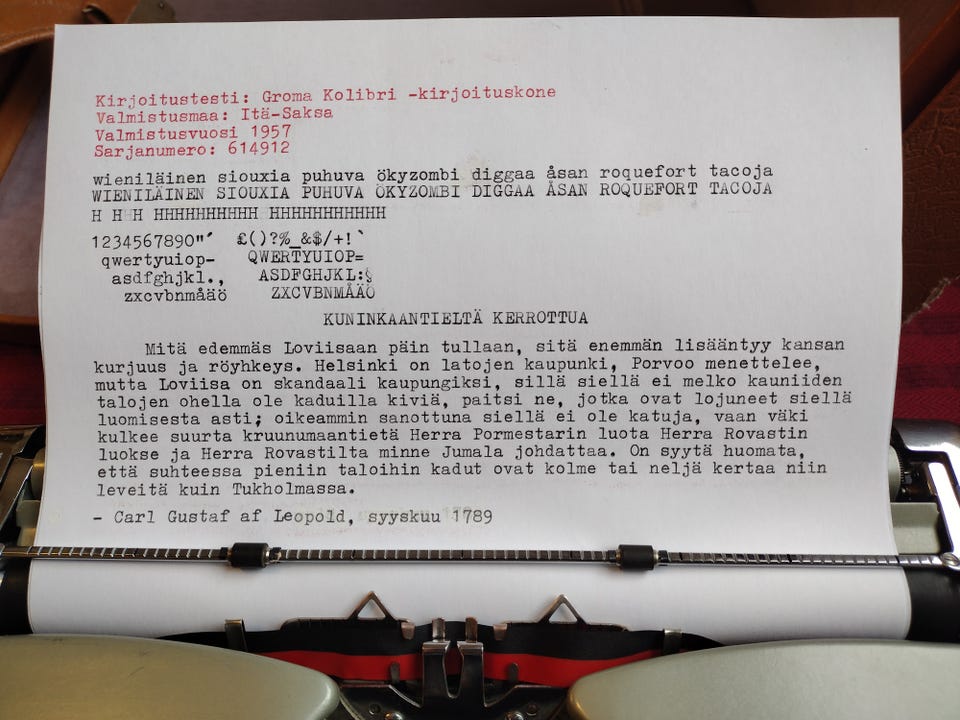 Kirjoitustesti: Groma Kolibri -kirjoituskone
Valmistusmaa: Itä-Saksa
Valmistusvuosi 1957
Sarjanumero: 614912
wieniläinen siouxia puhuva ökyzombi diggaa åsan roquefort tacoja
WIENILÄINEN SIOUXIA PUHUVA ÖKYZOMBI DIGGAA ÅSAN ROQUEFORT TACOJA
H H H HHHHHHHHHH HHHHHHHHHHH
1234567890"´ £()?%_&$/+!`
qwertyuiop- QWERTYUIOP=
asdfghjkl., ASDFGHJKL:§
zxcvbnmåäö ZXCVBNMÅÄÖ
KUNINKAANTIELTÄ KERROTTUA
Mitä edemmäs Loviisaan päin tullaan, sitä enemmän lisääntyy kansan
kurjuus ja röyhkeys. Helsinki on latojen kaupunki, Porvoo menettelee,
mutta Loviisa on skandaali kaupungiksi, sillä siellä ei melko kauniiden
talojen ohella ole kaduilla kiviä, paitsi ne, jotka ovat lojuneet siellä
luomisesta asti; oikeammin sanottuna siellä ei ole katuja, vaan väki
kulkee suurta kruunumaantietä Herra Pormestarin luota Herra Rovastin
luokse ja Herra Rovastilta minne Jumala johdattaa. On syytä huomata,
että suhteessa pieniin taloihin kadut ovat kolme tai neljä kertaa niin
leveitä kuin Tukholmassa.
- Carl Gustaf af Leopold, syyskuu 1789